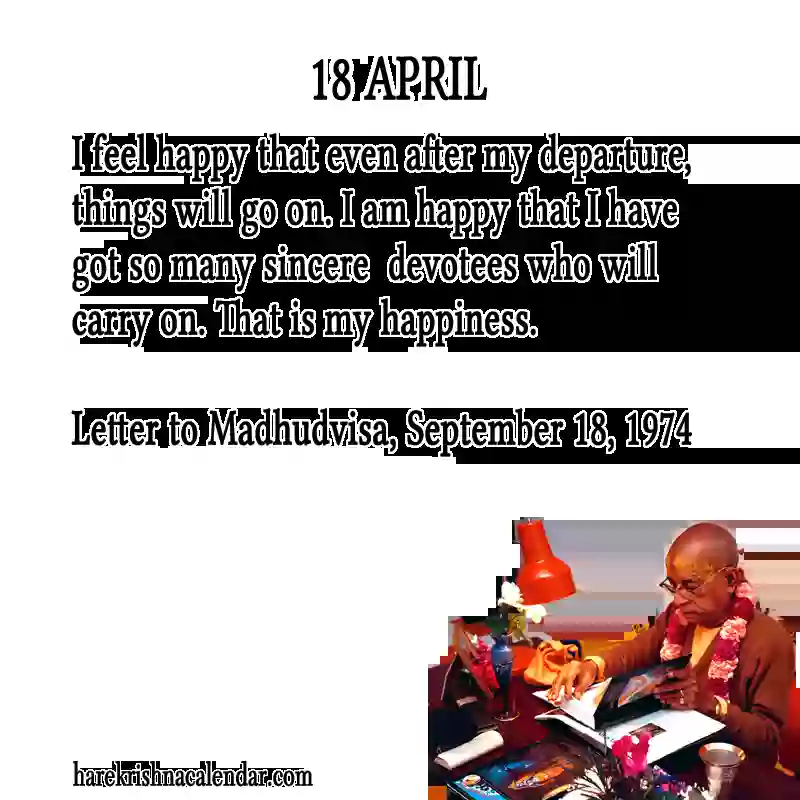 18 APRIL
I feel happy that even after my departure,
things will go on. I am happy that I have
got so many sincere devotees who will
carry on. That is my happiness.
Letter to Madhudvisa, September 18, 1974
harekrishnacalendar.com